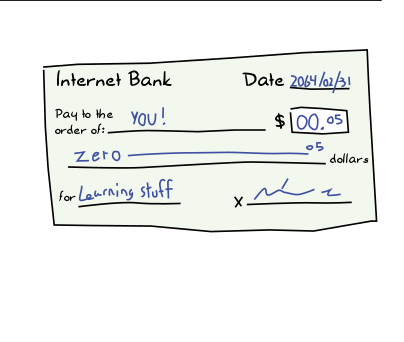 Internet Bank Date 2064/02/31
Pay to the order of: YOU! $ 00.05
zero 05 dollars
for Learning stuff x